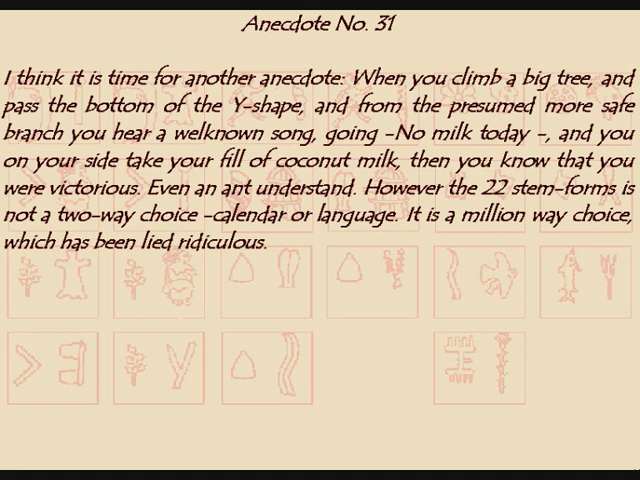 Anecdote No. 31
I think it is time for another anecdote: When you climb a big tree, and
pass the bottom of the Y-shape, and from the presumed more safe
branch you hear a welknown song, going -No milk today -, and you
on your side take your fill of coconut milk, then you know that you
were victorious. Even an ant understand. However the 22 stem-forms is
not a two-way choice -calendar or language. It is a million way choice,
which has been lied ridiculous.